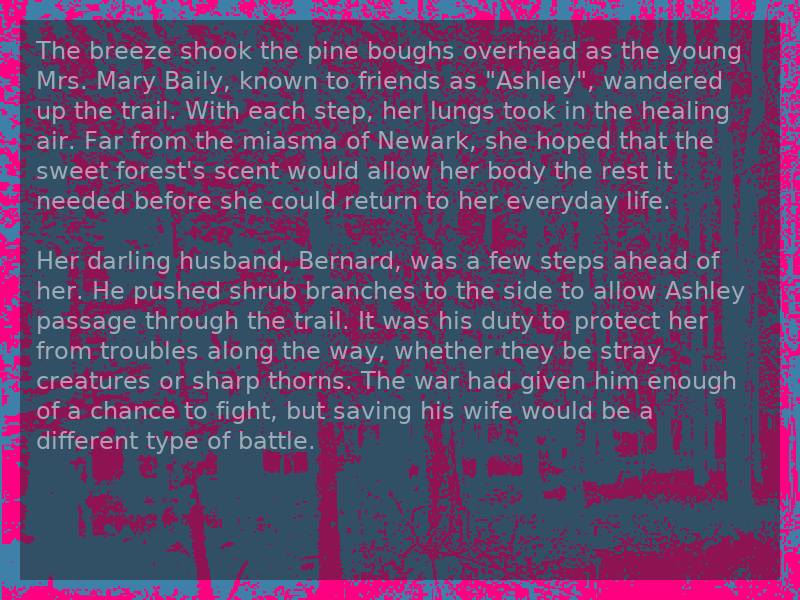 The breeze shook the pine boughs overhead as the young
Mrs. Mary Baily, known to friends as "Ashley", wandered
up the trail. With each step, her lungs took in the healing
air. Far from the miasma of Newark, she hoped that the
sweet forest's scent would allow her body the rest it
needed before she could return to her everyday life.
Her darling husband, Bernard, was a few steps ahead of
her. He pushed shrub branches to the side to allow Ashley
passage through the trail. It was his duty to protect her
from troubles along the way, whether they be stray
creatures or sharp thorns. The war had given him enough
of a chance to fight, but saving his wife would be a
different type of battle.